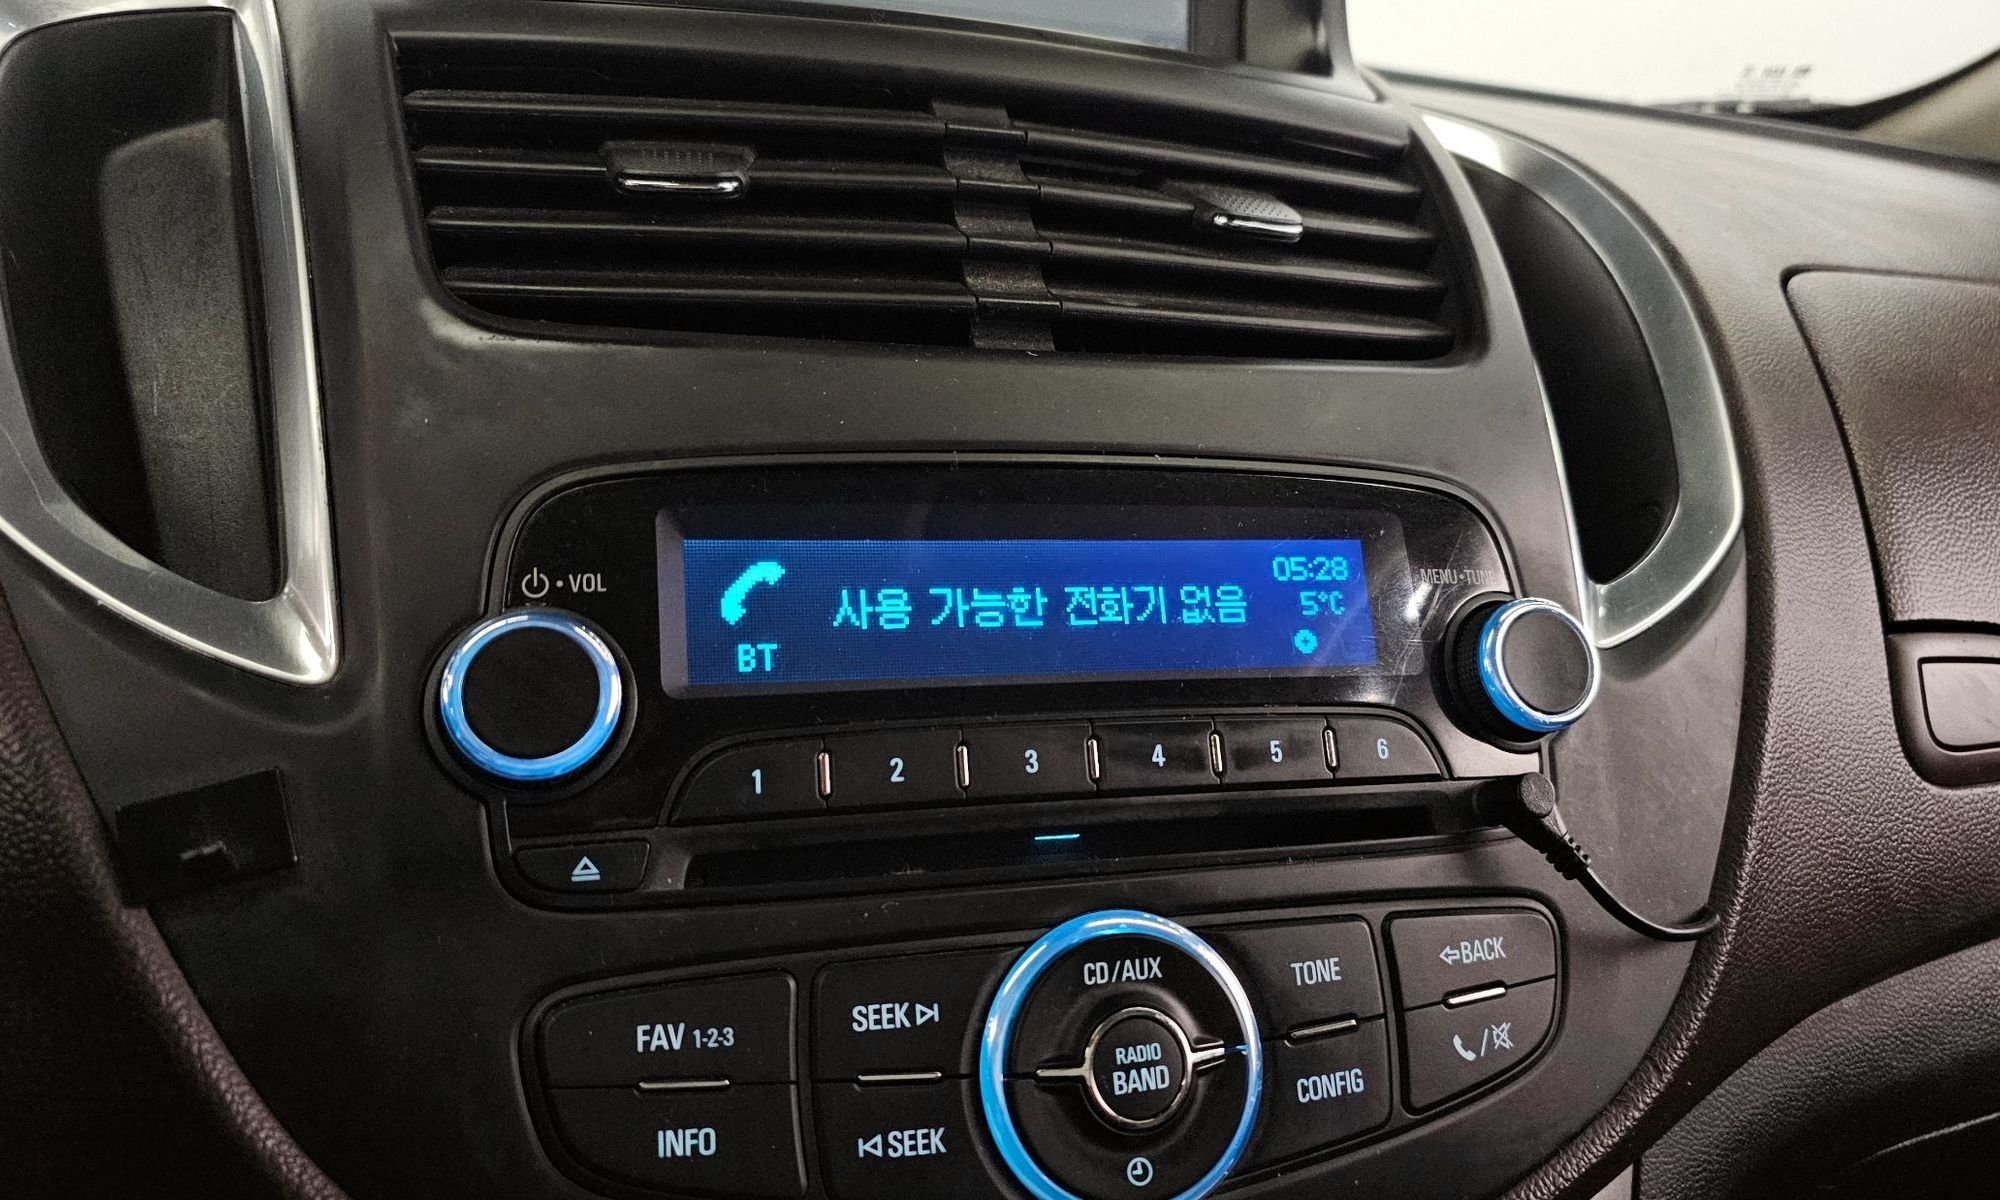 VOL
MENU•TUNE
05:28
사용 가능한 전화기 없음
5°C
BT
1 2 3 4 5 6
CD/AUX
TONE
BACK
SEEK
FAV 1-2-3
RADIO
BAND
CONFIG
INFO
SEEK